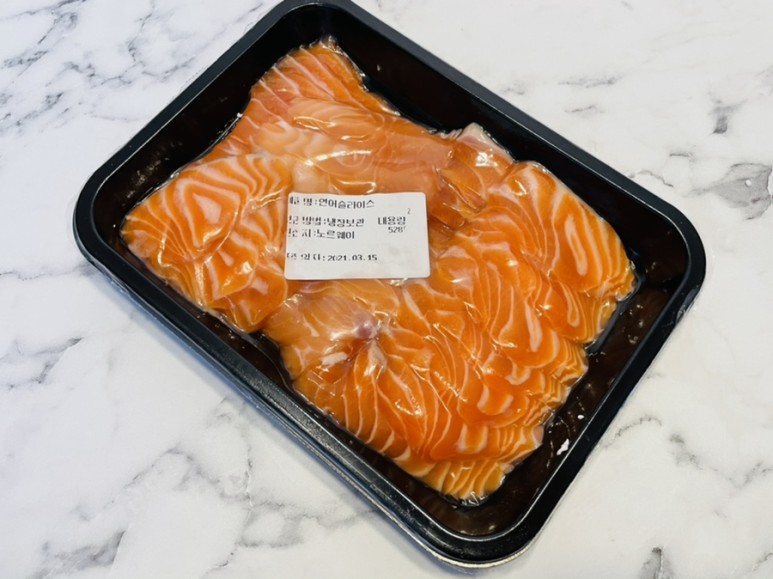 명:연어슬라이스
방법:냉장보관 내용량
지:노르웨이 528
일자:2021.03.15